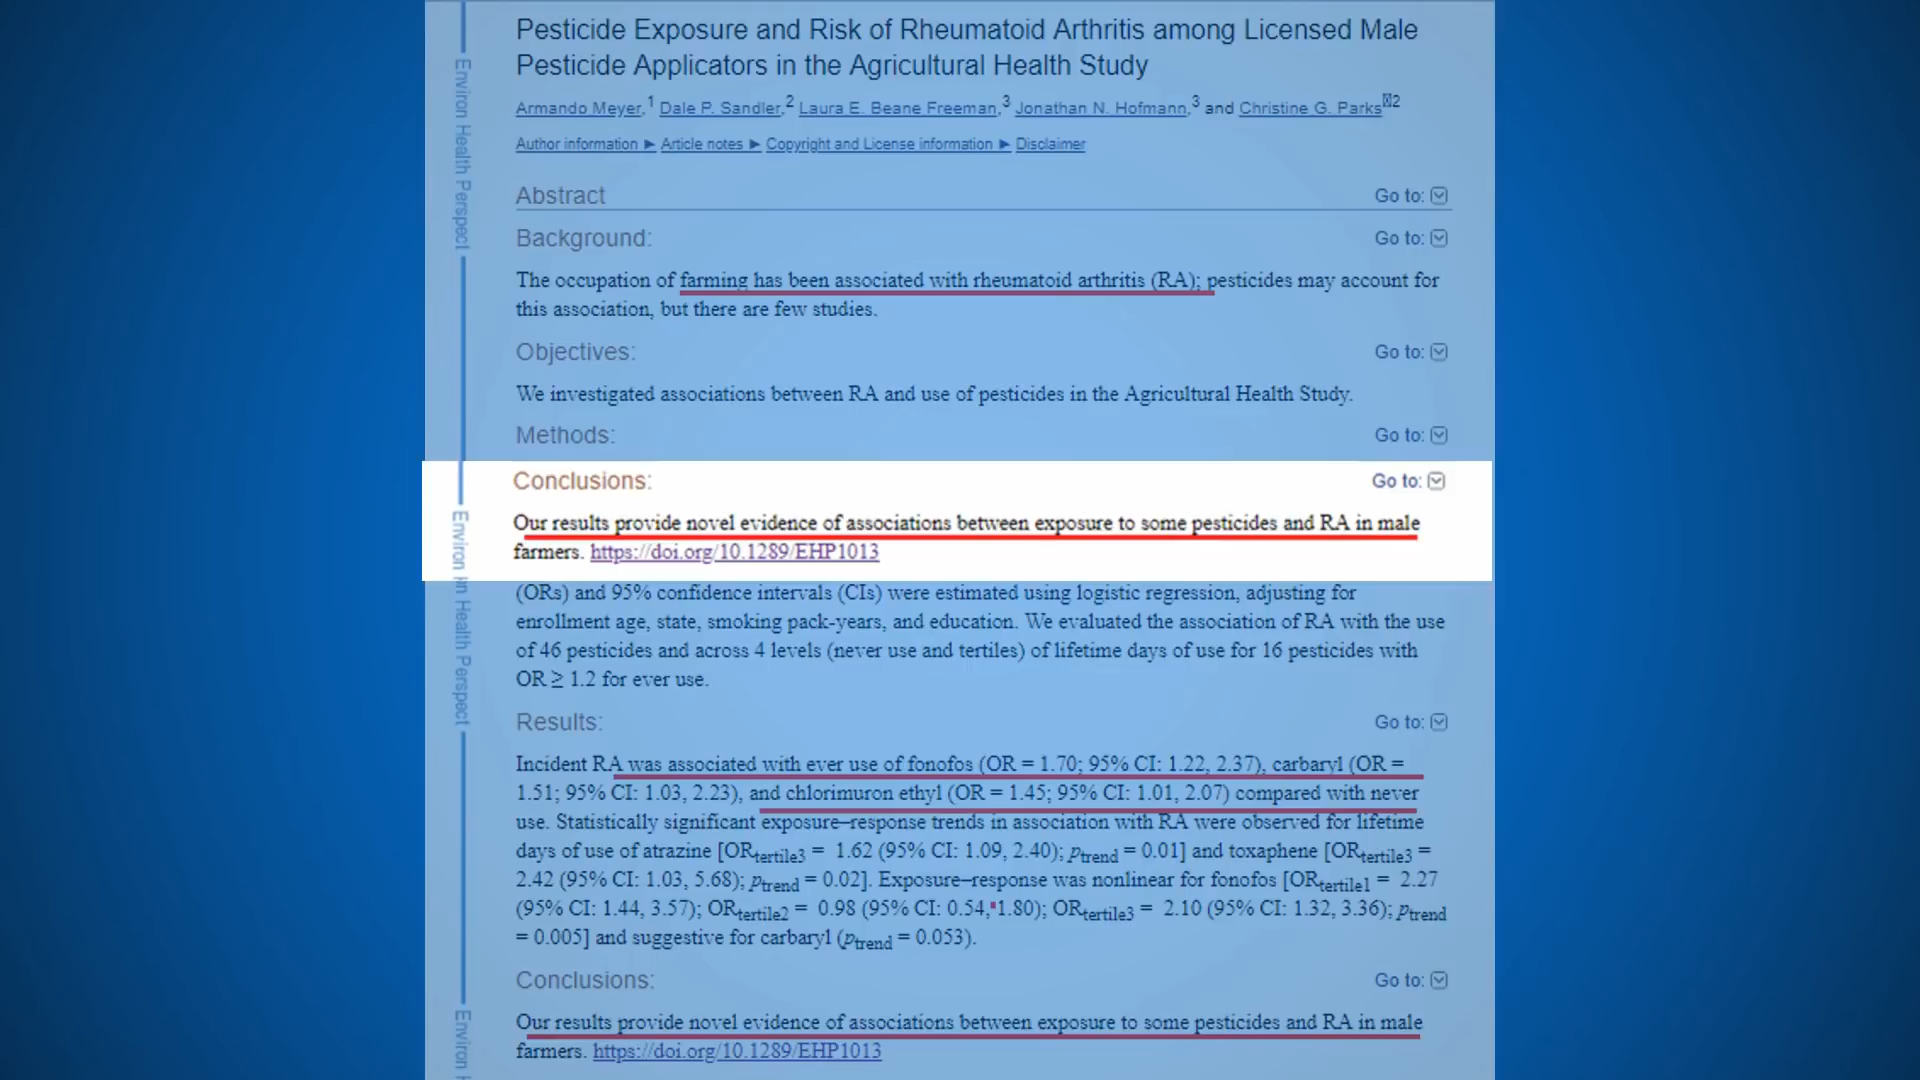 Pesticide Exposure and Risk of Rheumatoid Arthritis among Licensed Male
Pesticide Applicators in the Agricultural Health Study
Armando Meyer,1 Dale P. Sandler,2 Laura E. Beane Freeman,3 Jonathan N. Hofmann,3 and Christine G. Parks2
Author information ► Article notes ► Copyright and License information ► Disclaimer
Abstract Go to:
Background: Go to:
The occupation of farming has been associated with rheumatoid arthritis (RA); pesticides may account for
this association, but there are few studies.
Objectives: Go to:
We investigated associations between RA and use of pesticides in the Agricultural Health Study.
Methods: Go to:
Conclusions: Go to:
Our results provide novel evidence of associations between exposure to some pesticides and RA in male
farmers. https://doi.org/10.1289/EHP1013
(ORs) and 95% confidence intervals (CIs) were estimated using logistic regression, adjusting for
enrollment age, state, smoking pack-years, and education. We evaluated the association of RA with the use
of 46 pesticides and across 4 levels (never use and tertiles) of lifetime days of use for 16 pesticides with
OR ≥ 1.2 for ever use.
Results: Go to:
Incident RA was associated with ever use of fonofos (OR = 1.70; 95% CI: 1.22, 2.37), carbaryl (OR =
1.51; 95% CI: 1.03, 2.23), and chlorimuron ethyl (OR = 1.45; 95% CI: 1.01, 2.07) compared with never
use. Statistically significant exposure–response trends in association with RA were observed for lifetime
days of use of atrazine [ORtertile3 = 1.62 (95% CI: 1.09, 2.40); ptrend = 0.01] and toxaphene [ORtertile3 =
2.42 (95% CI: 1.03, 5.68); ptrend = 0.02]. Exposure–response was nonlinear for fonofos [ORtertile1 = 2.27
(95% CI: 1.44, 3.57); ORtertile2 = 0.98 (95% CI: 0.54, 1.80); ORtertile3 = 2.10 (95% CI: 1.32, 3.36); ptrend
= 0.005] and suggestive for carbaryl (ptrend = 0.053).
Conclusions: Go to:
Our results provide novel evidence of associations between exposure to some pesticides and RA in male
farmers. https://doi.org/10.1289/EHP1013
Environ Health Perspect
Environ Health Perspect
Environ